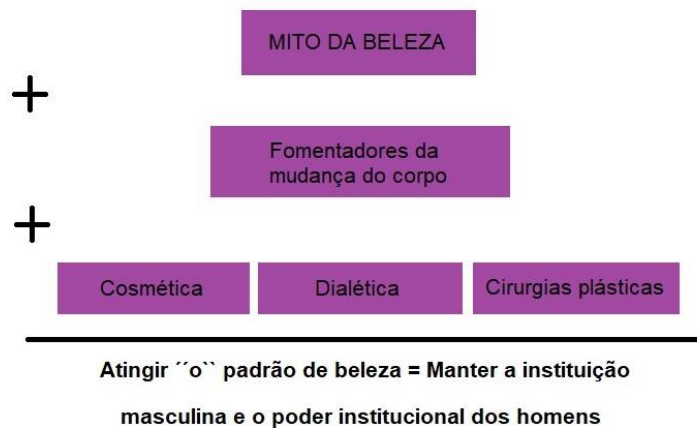 MITO DA BELEZA
+
Fomentadores da
mudança do corpo
+
Cosmética Dialética Cirurgias plásticas
Atingir ´´o`` padrão de beleza = Manter a instituição
masculina e o poder institucional dos homens